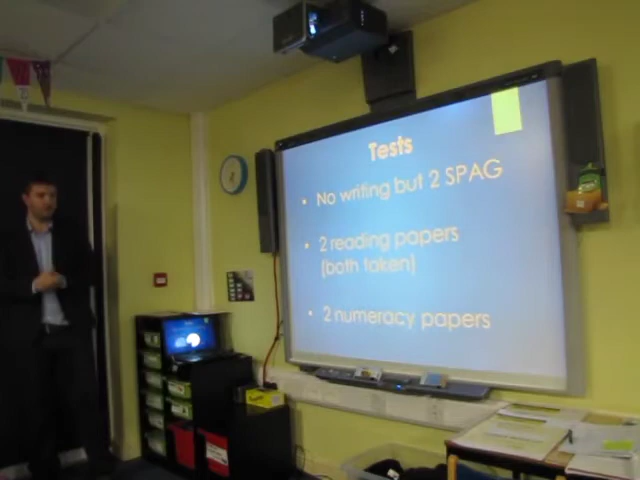 Tests
No writing but 2 SPAG
2 reading papers
(both taken)
2 numeracy papers